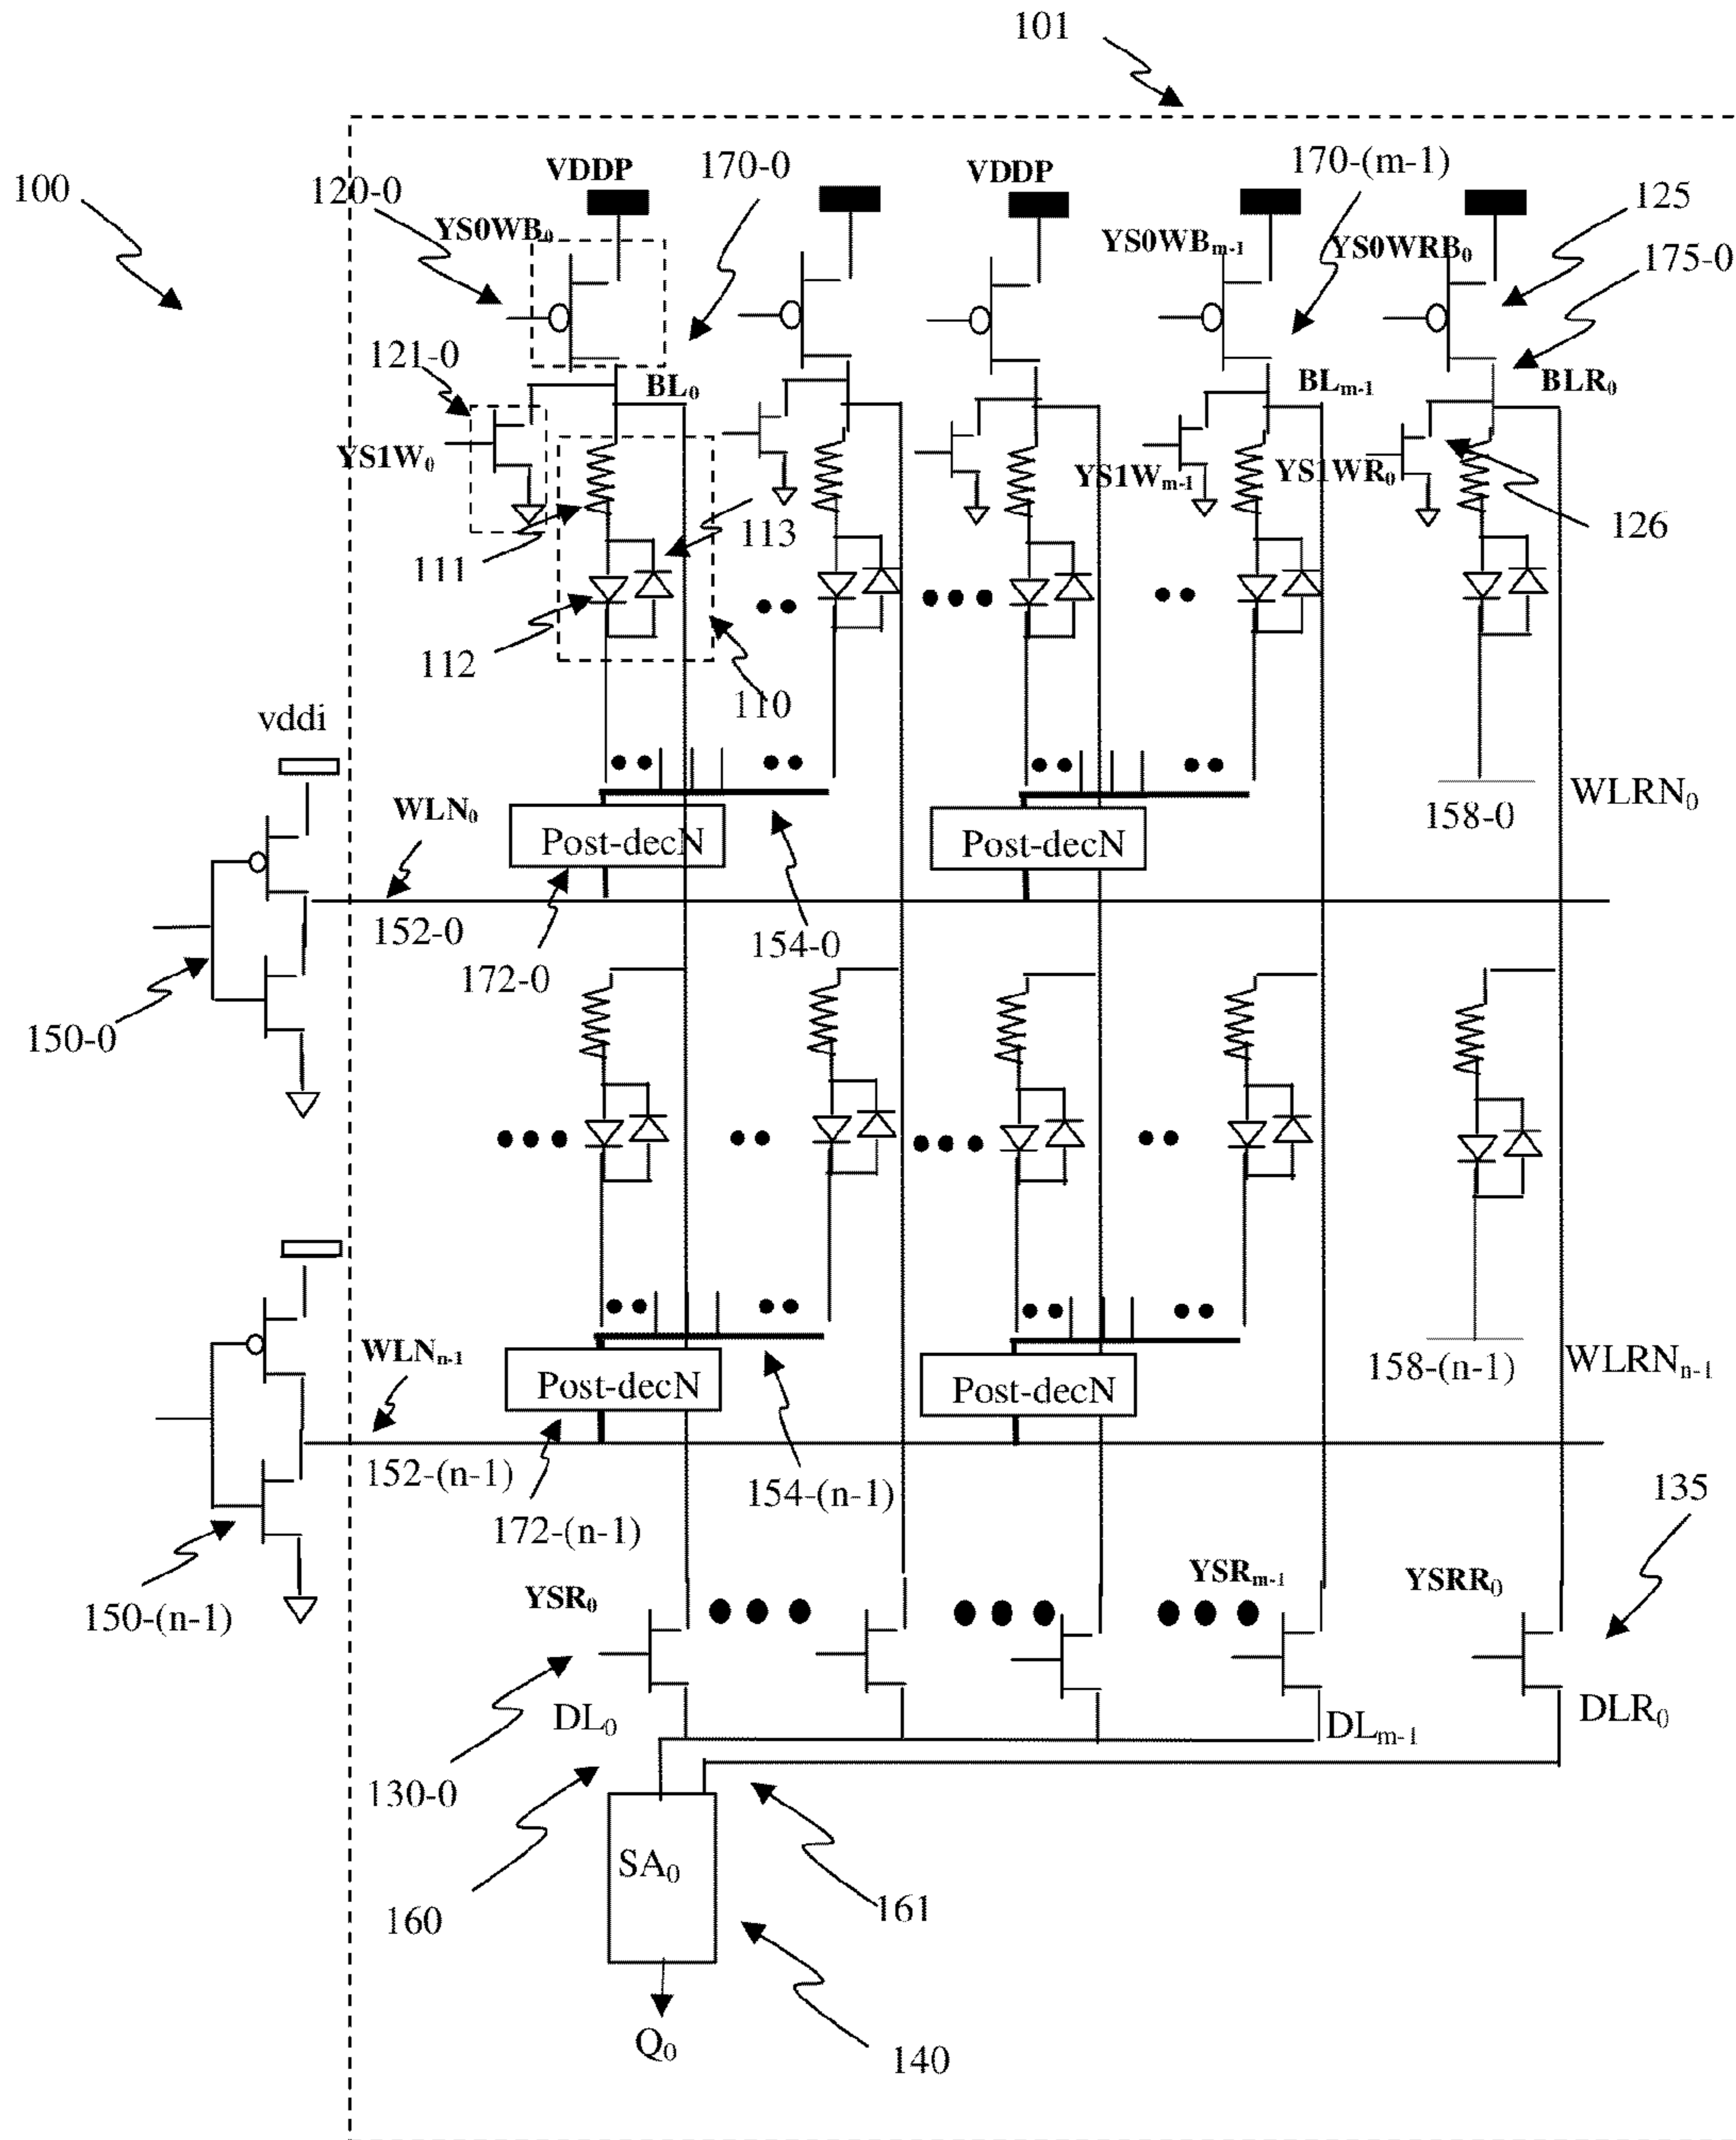 101
100
120-0
VDDP
170-0
VDDP
170-(m-1)
125
YS0WB₀
YS0WBₘ₋₁
YS0WRB₀
175-0
121-0
BL₀
BLₘ₋₁
BLR₀
YS1W₀
YS1Wₘ₋₁
YS1WR₀
126
111
113
112
110
vddi
WLN₀
Post-decN
Post-decN
158-0
WLRN₀
152-0
172-0
154-0
150-0
WLNₙ₋₁
Post-decN
Post-decN
158-(n-1)
WLRNₙ₋₁
152-(n-1)
172-(n-1)
154-(n-1)
135
150-(n-1)
YSR₀
YSRₘ₋₁
YSRR₀
DL₀
DLₘ₋₁
DLR₀
130-0
SA₀
160
161
Q₀
140